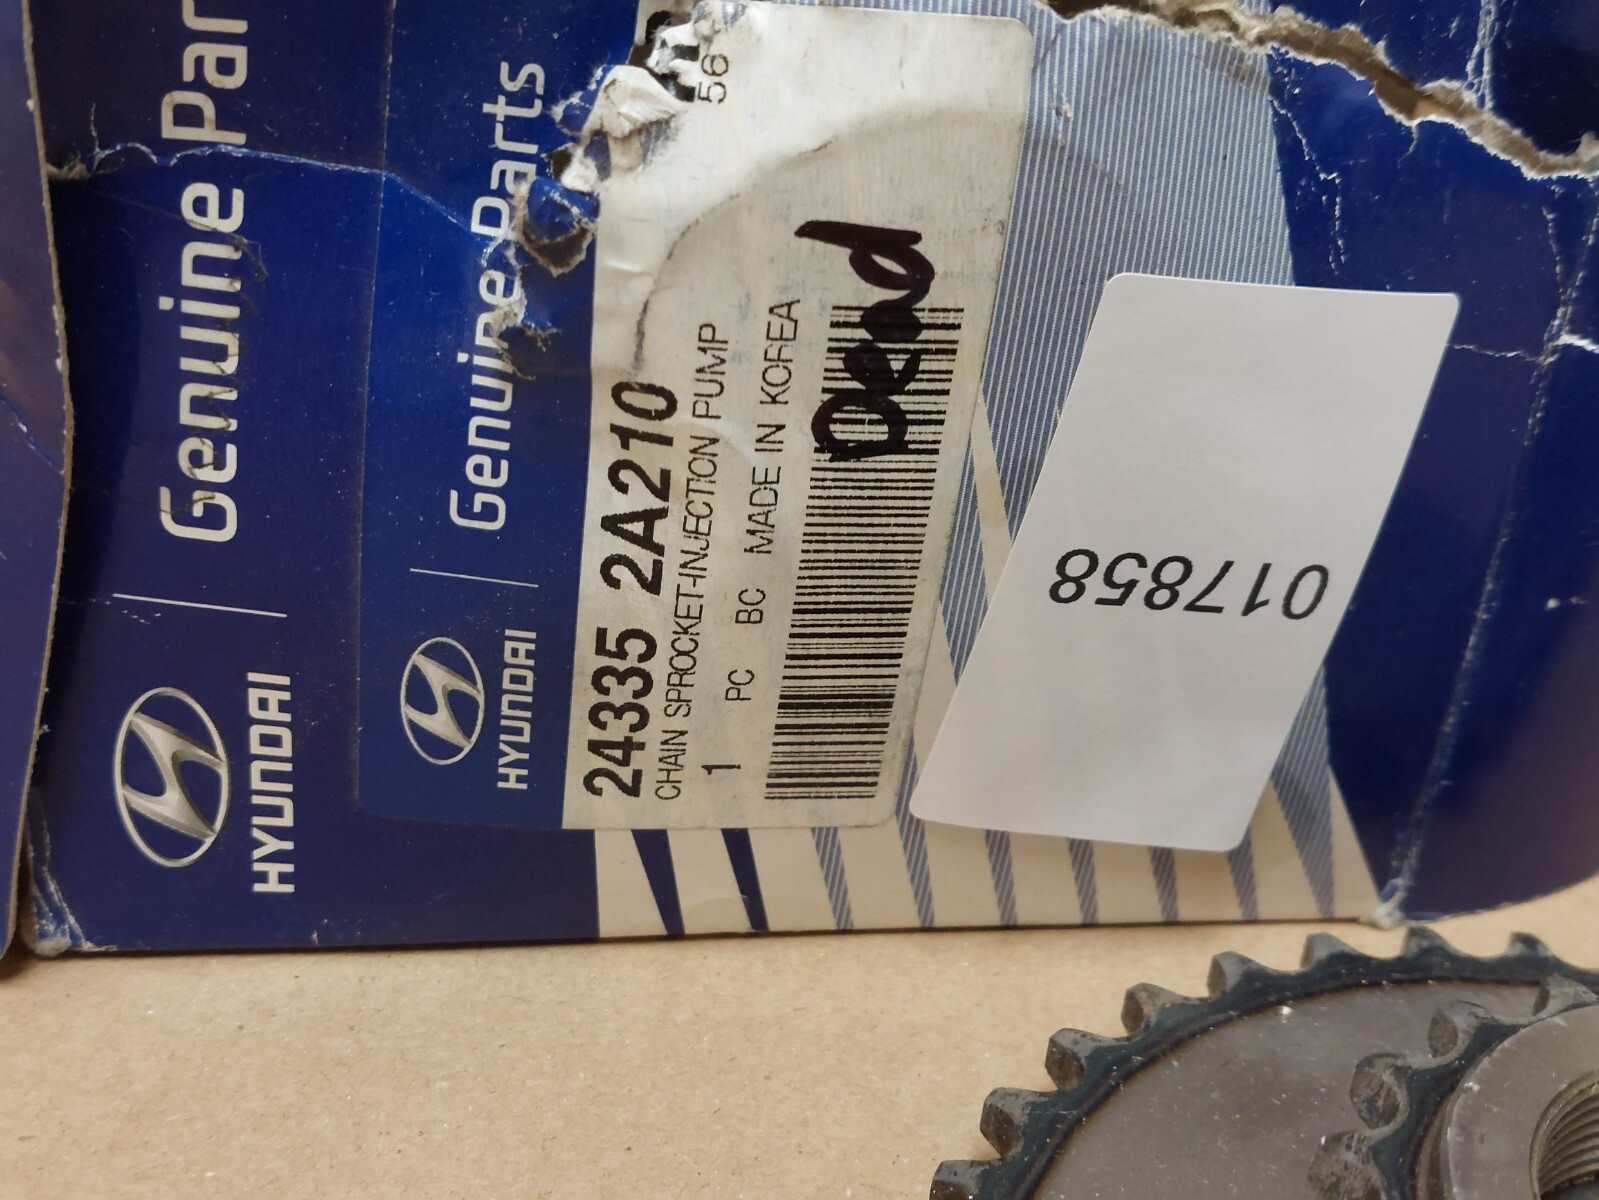 HYUNDAI | Genuine Par
HYUNDAI | Genuine Parts
56
24335 2A210
CHAIN SPROCKET-INJECTION PUMP
1 PC BC MADE IN KOREA
Dead
017858